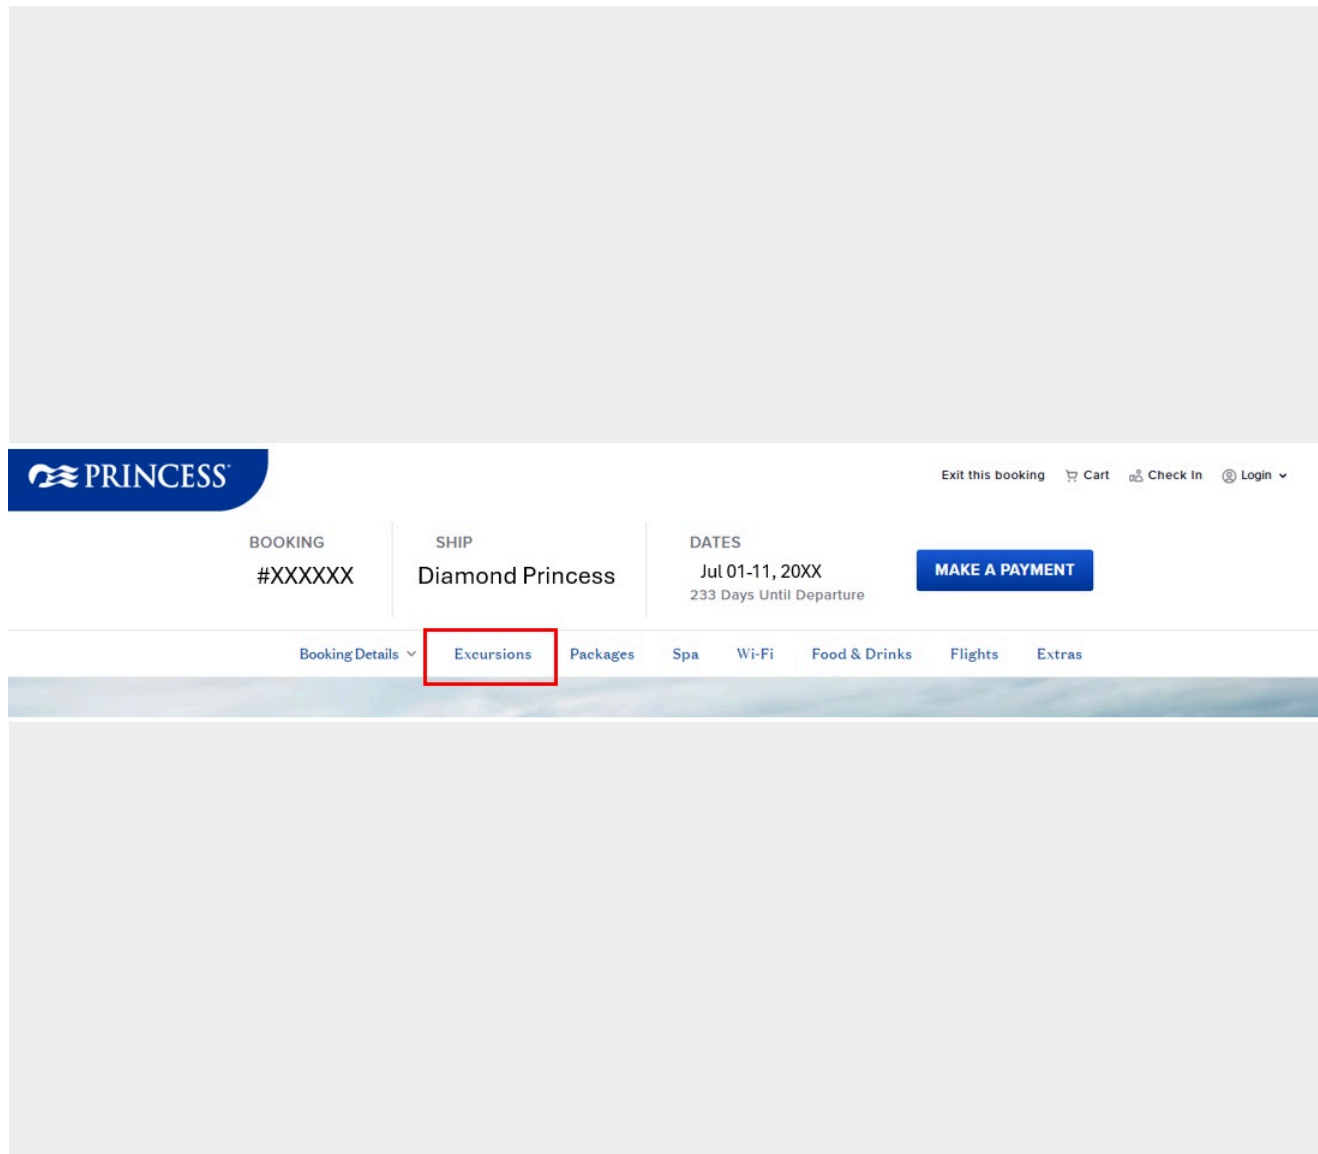 PRINCESS®
Exit this booking Cart Check In Login
BOOKING SHIP DATES
#XXXXXX Diamond Princess Jul 01-11, 20XX MAKE A PAYMENT
233 Days Until Departure
Booking Details Excursions Packages Spa Wi-Fi Food & Drinks Flights Extras